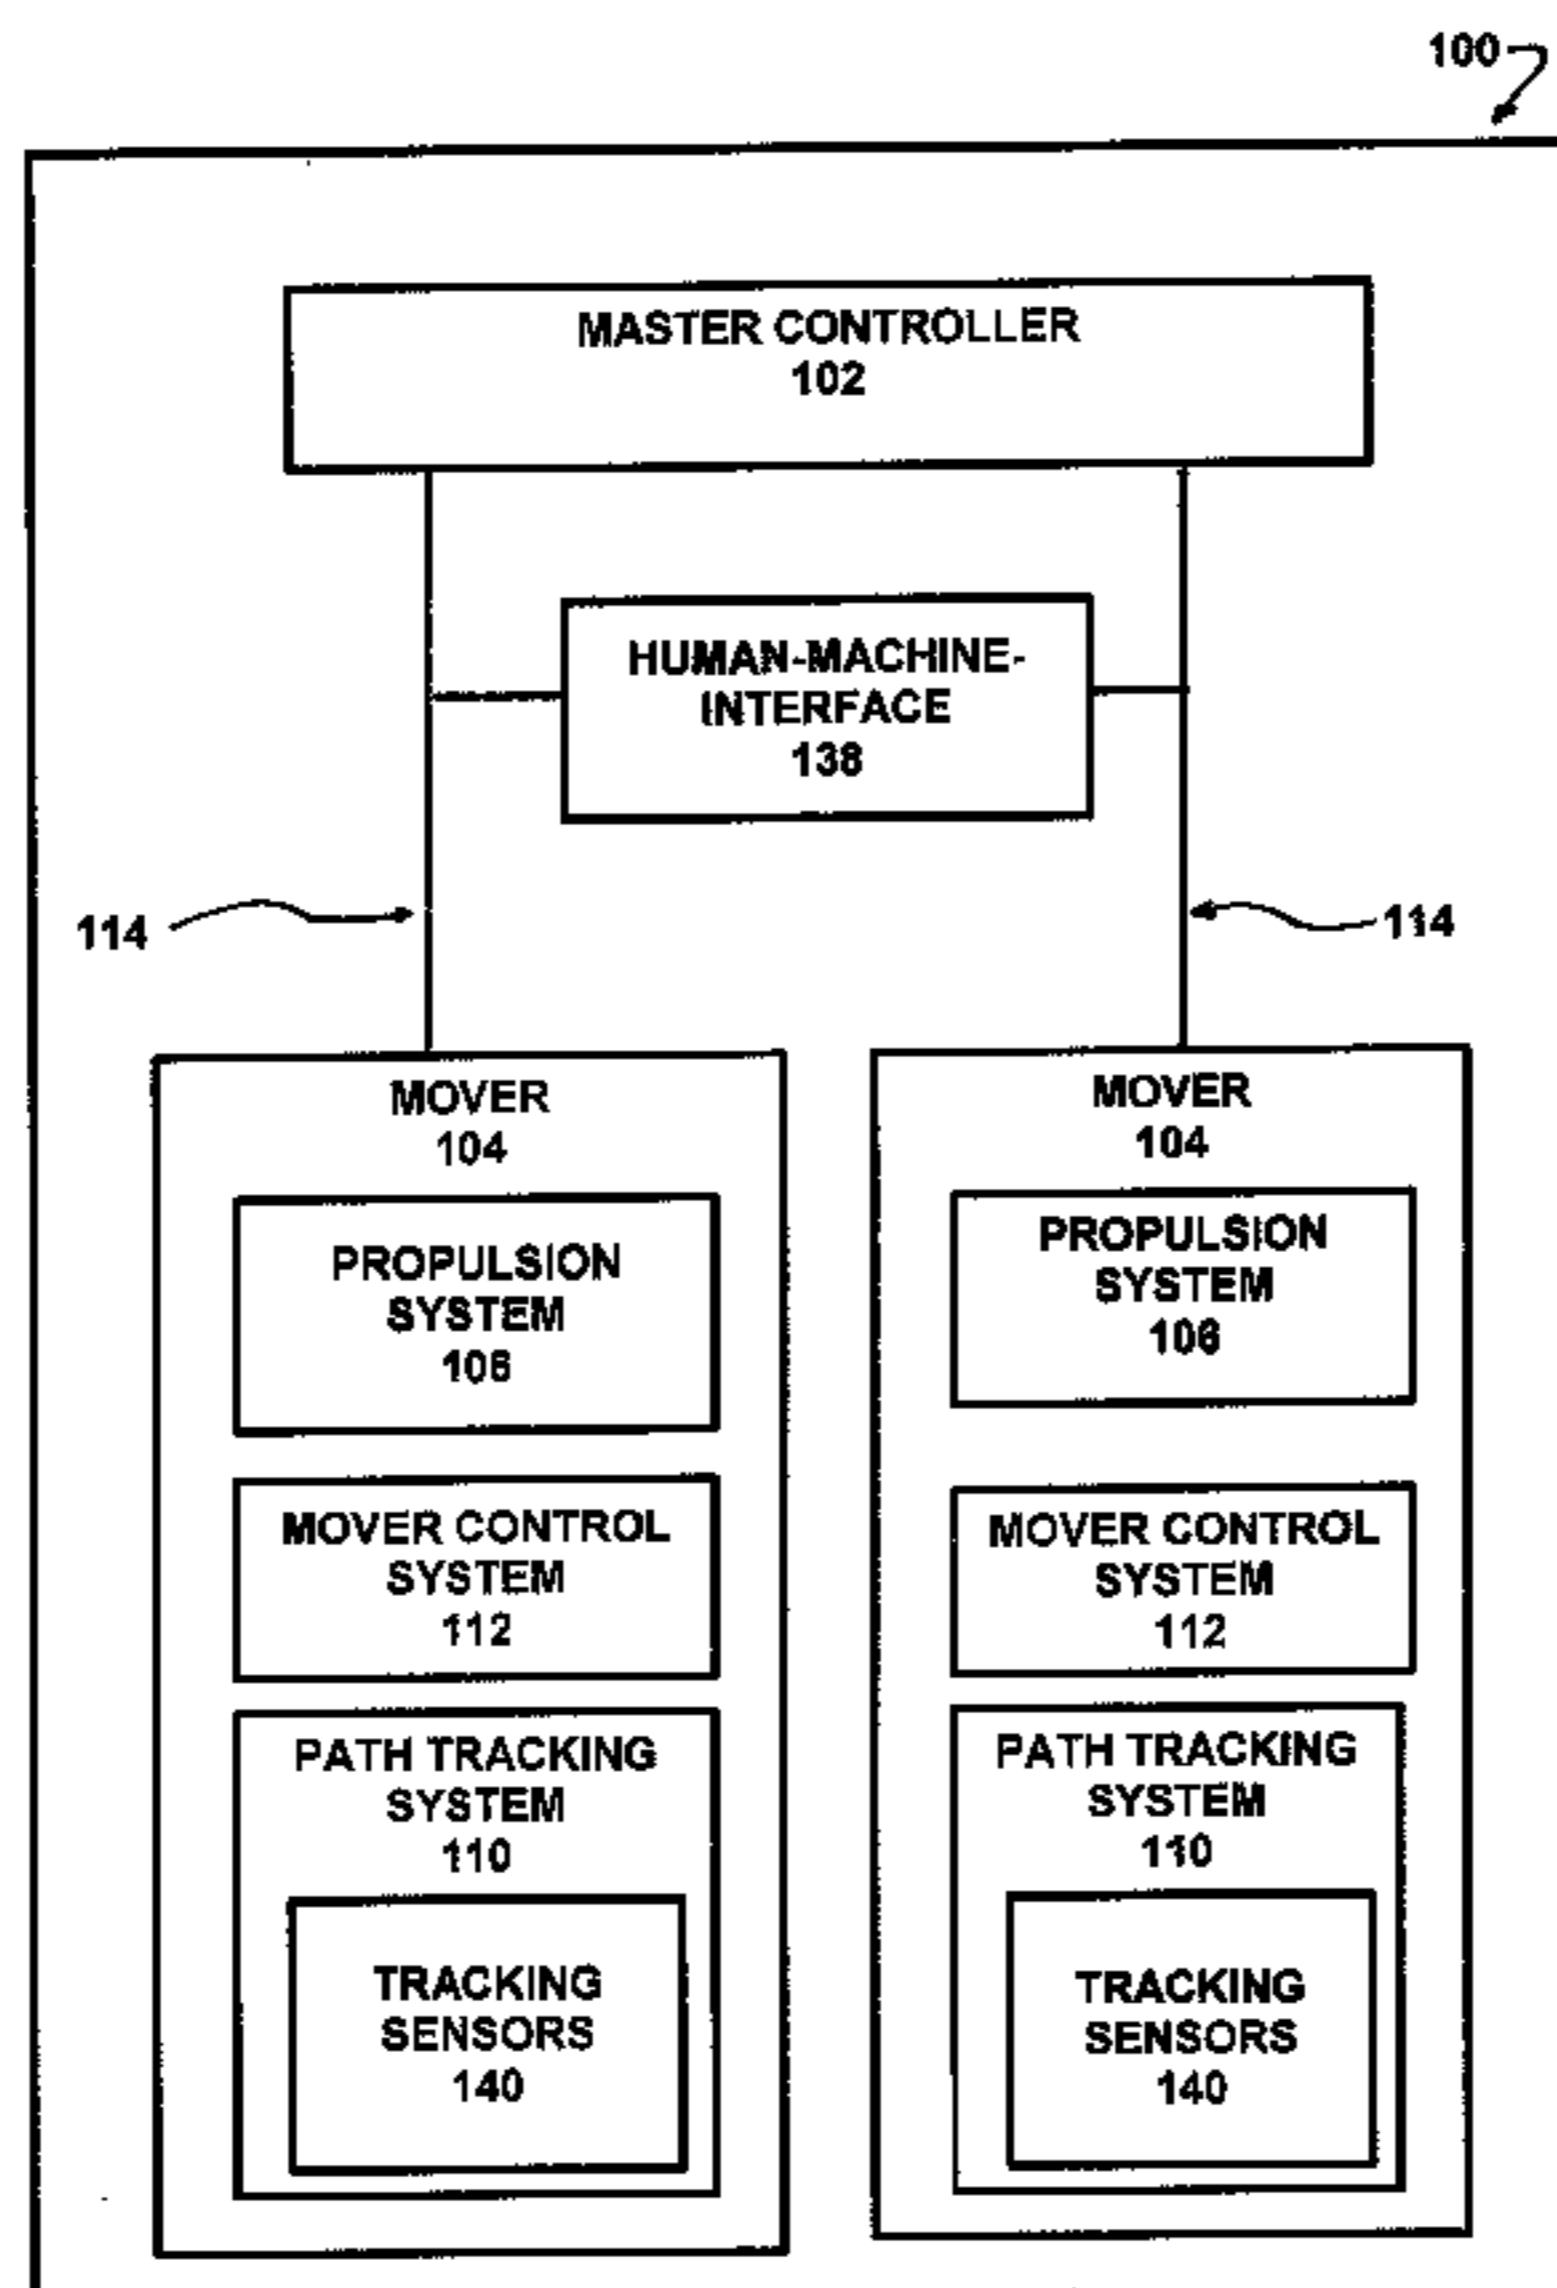 100
MASTER CONTROLLER
102
HUMAN-MACHINE-
INTERFACE
138
114
114
MOVER
104
PROPULSION
SYSTEM
106
MOVER CONTROL
SYSTEM
112
PATH TRACKING
SYSTEM
110
TRACKING
SENSORS
140
MOVER
104
PROPULSION
SYSTEM
106
MOVER CONTROL
SYSTEM
112
PATH TRACKING
SYSTEM
110
TRACKING
SENSORS
140